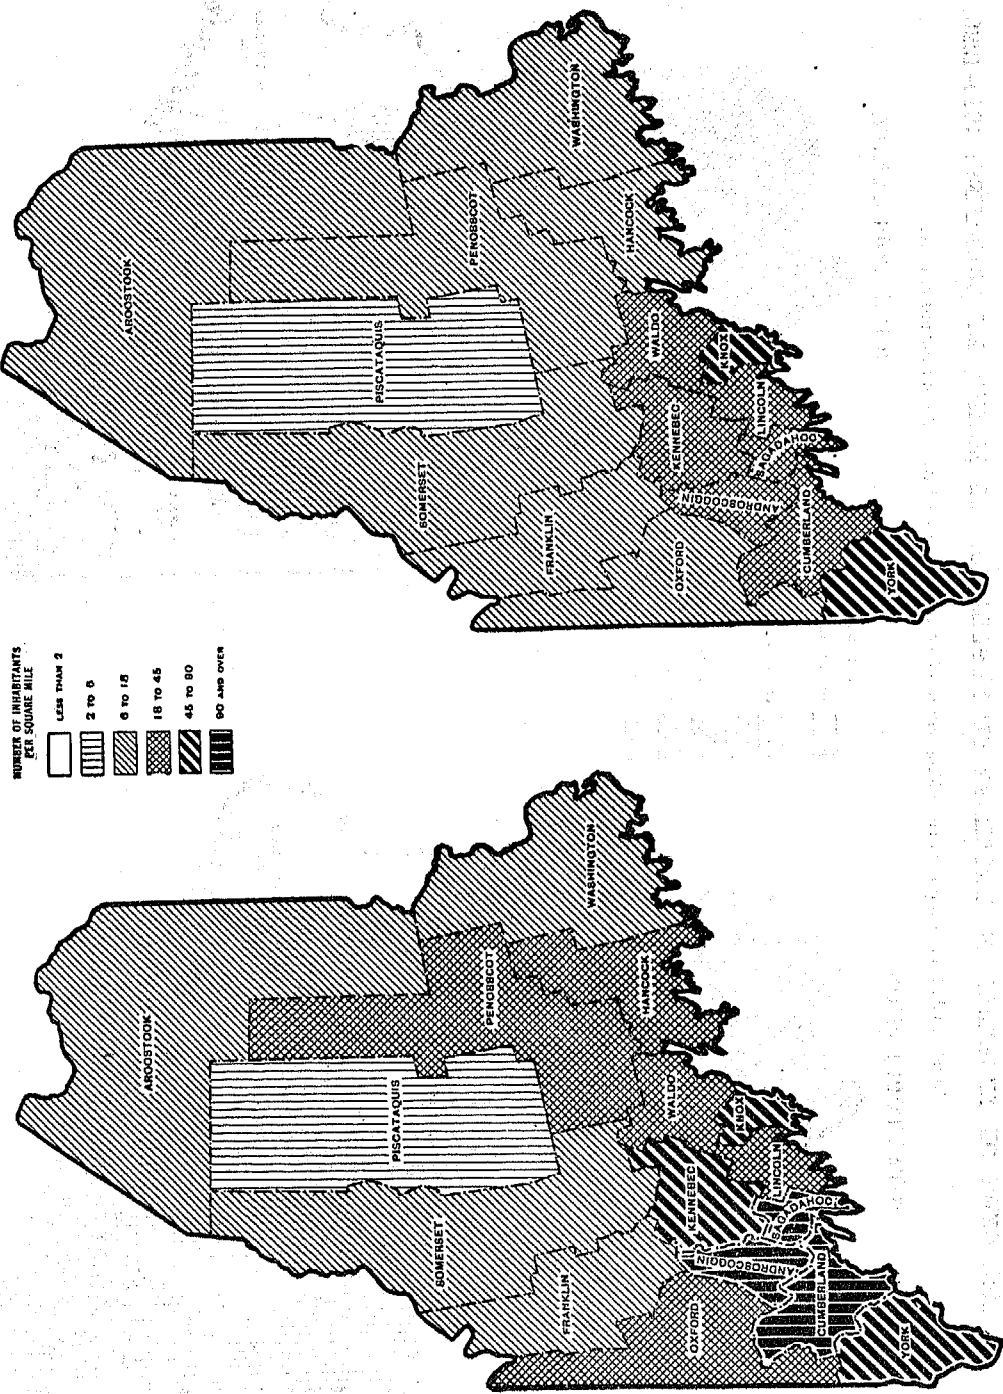 NUMBER OF INHABITANTS
PER SQUARE MILE
LESS THAN 2
2 TO 6
6 TO 18
18 TO 45
45 TO 90
90 AND OVER
AROOSTOOK
PISCATAQUIS
SOMERSET
PENOBSCOT
WASHINGTON
FRANKLIN
HANCOCK
OXFORD
KENNEBEC
WALDO
KNOX
ANDROSCOGGIN
LINCOLN
SAGADAHOC
CUMBERLAND
YORK
AROOSTOOK
PISCATAQUIS
SOMERSET
PENOBSCOT
WASHINGTON
FRANKLIN
HANCOCK
OXFORD
KENNEBEC
WALDO
KNOX
ANDROSCOGGIN
LINCOLN
SAGADAHOCK
CUMBERLAND
YORK